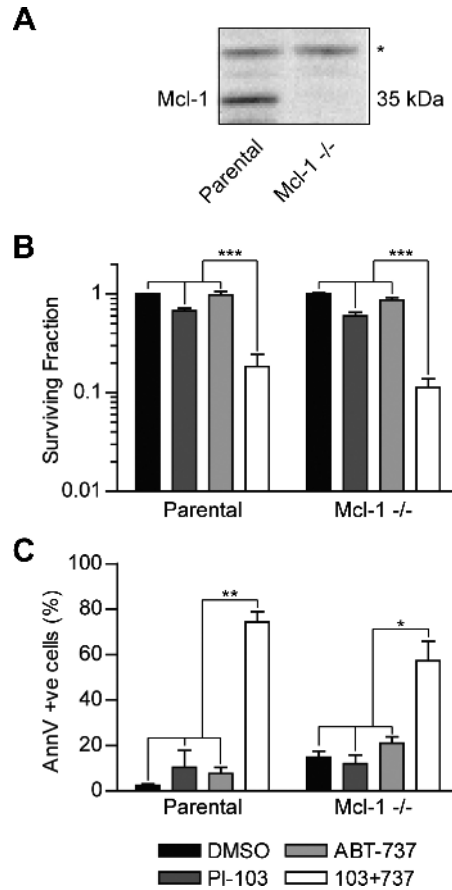 A
*
Mcl-1
35 kDa
Parental
Mcl-1 -/-
B
***
***
Surviving Fraction
1
0.1
0.01
Parental
Mcl-1 -/-
C
AnnV +ve cells (%)
100
80
60
40
20
0
**
*
Parental
Mcl-1 -/-
DMSO
ABT-737
PI-103
103+737